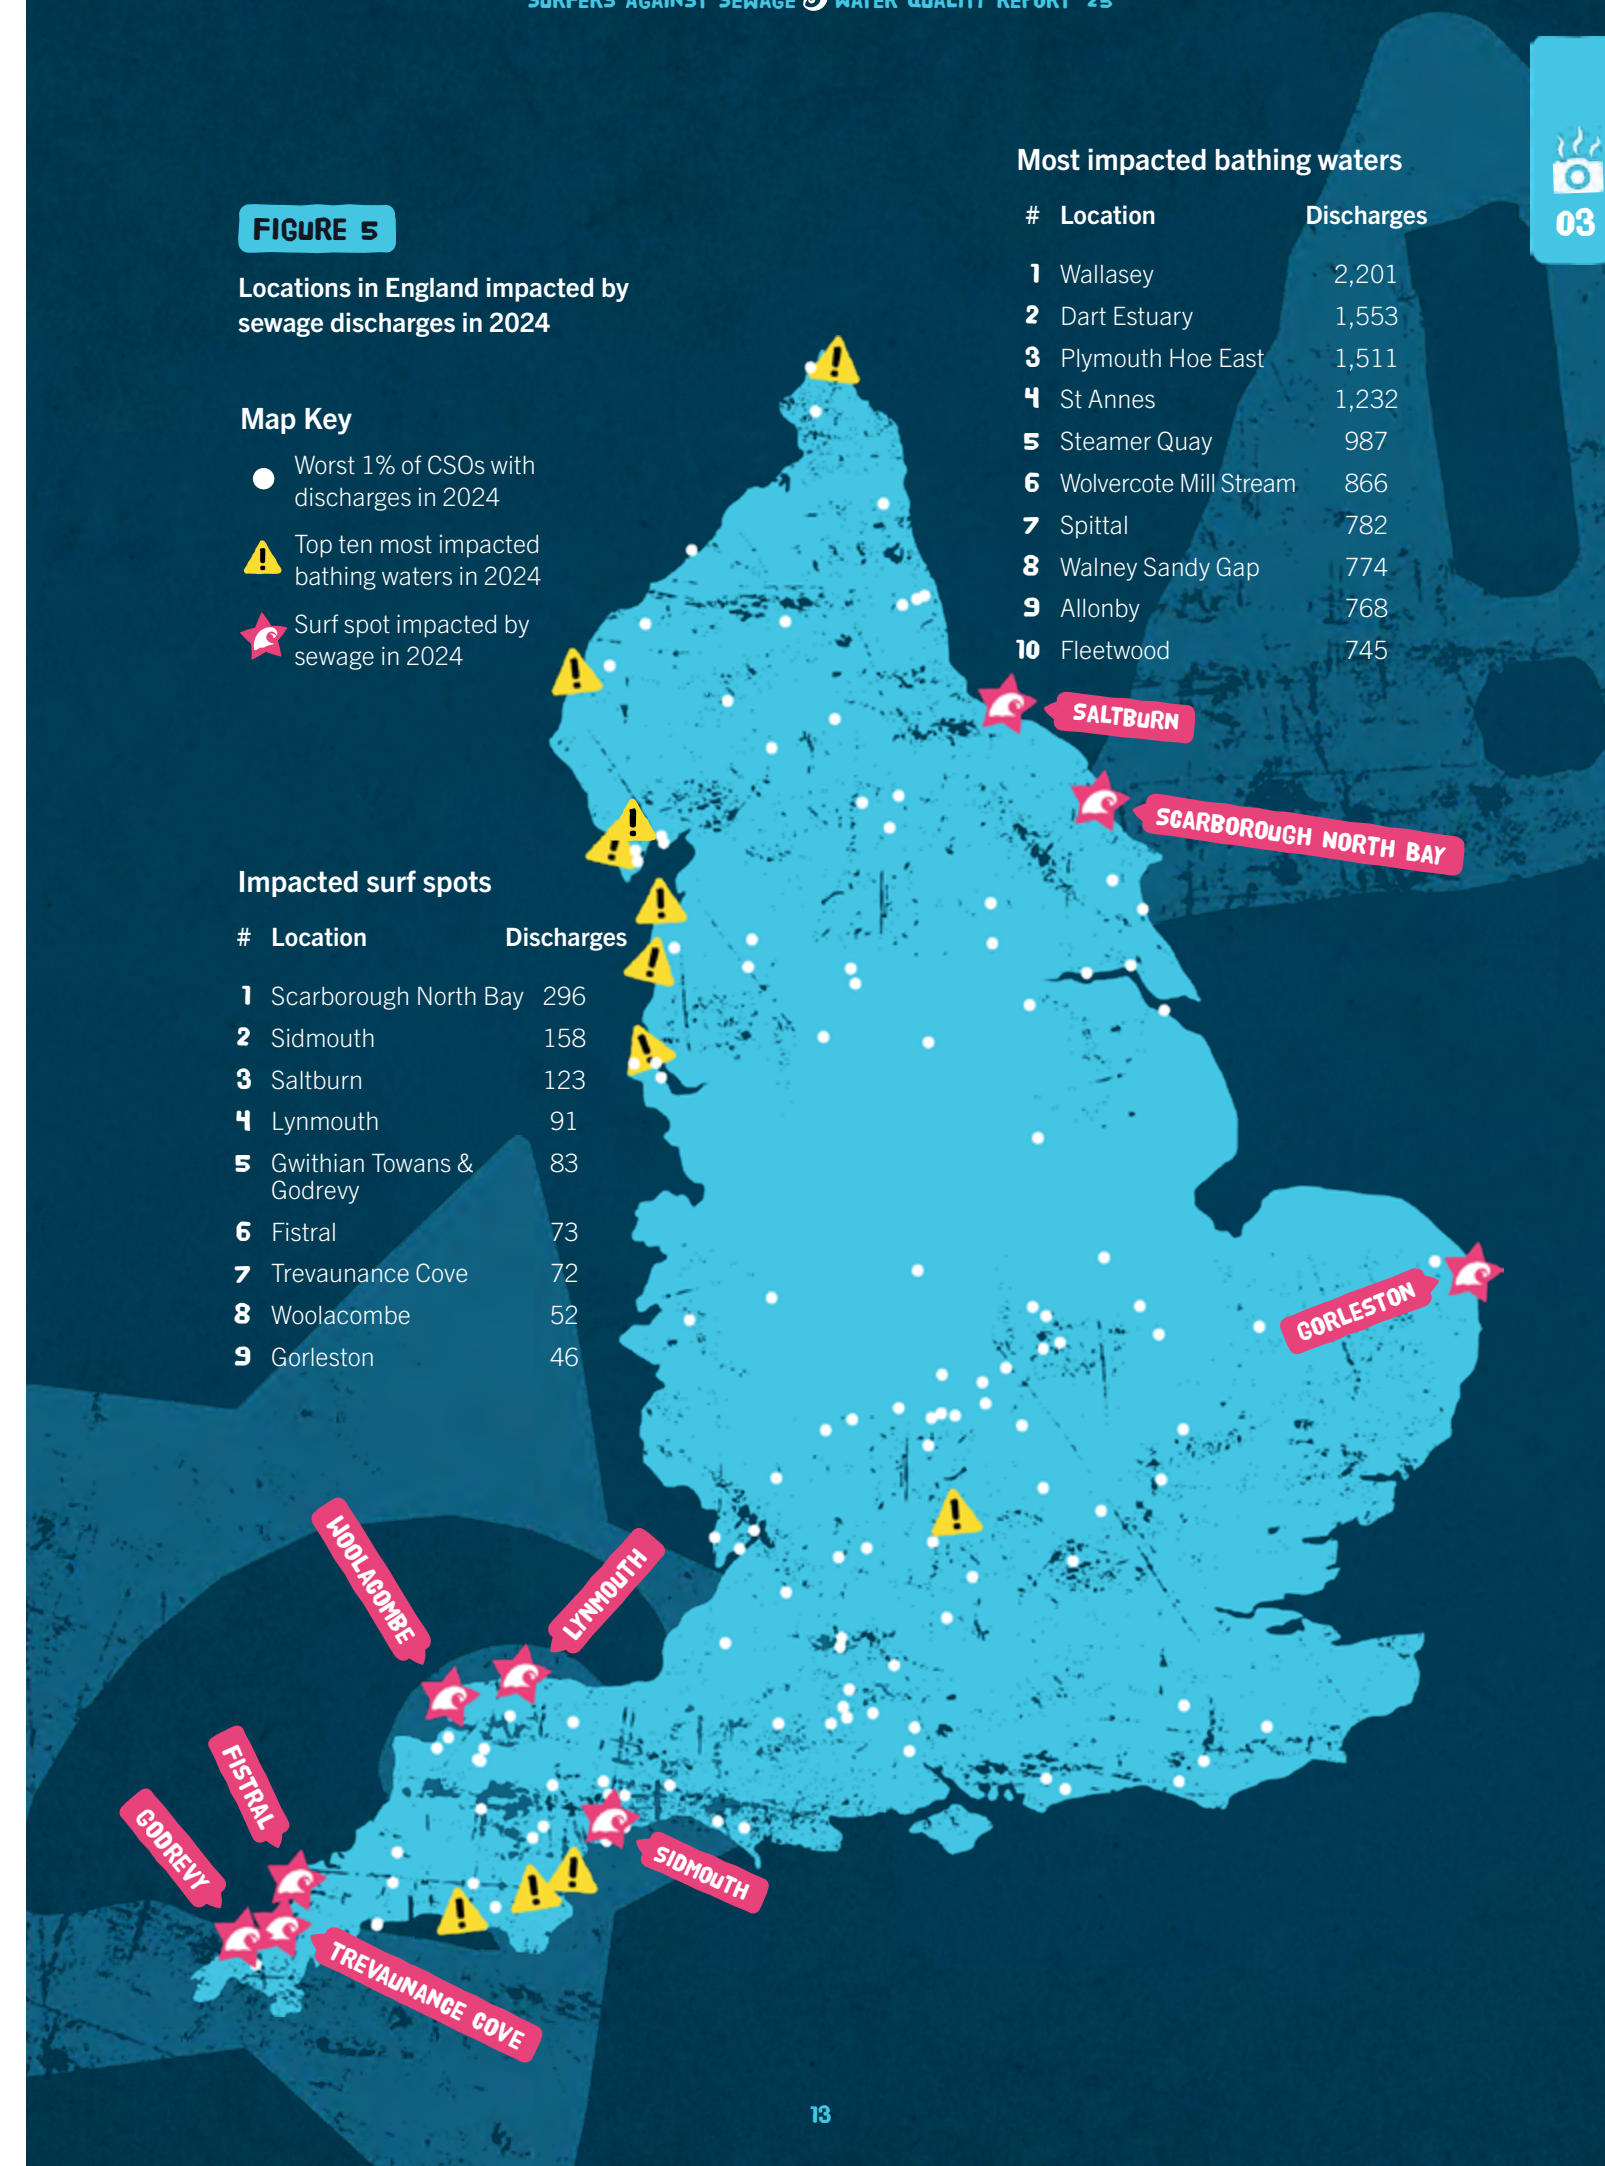 SURFERS AGAINST SEWAGE WATER QUALITY REPORT 25
03
FIGURE 5
Locations in England impacted by
sewage discharges in 2024
Map Key
Worst 1% of CSOs with
discharges in 2024
Top ten most impacted
bathing waters in 2024
Surf spot impacted by
sewage in 2024
Most impacted bathing waters
# Location Discharges
1 Wallasey 2,201
2 Dart Estuary 1,553
3 Plymouth Hoe East 1,511
4 St Annes 1,232
5 Steamer Quay 987
6 Wolvercote Mill Stream 866
7 Spittal 782
8 Walney Sandy Gap 774
9 Allonby 768
10 Fleetwood 745
Impacted surf spots
# Location Discharges
1 Scarborough North Bay 296
2 Sidmouth 158
3 Saltburn 123
4 Lynmouth 91
5 Gwithian Towans & 83
Godrevy
6 Fistral 73
7 Trevaunance Cove 72
8 Woolacombe 52
9 Gorleston 46
SALTBURN
SCARBOROUGH NORTH BAY
GORLESTON
WOOLACOMBE
LYNMOUTH
FISTRAL
GODREVY
SIDMOUTH
TREVAUNANCE COVE
13